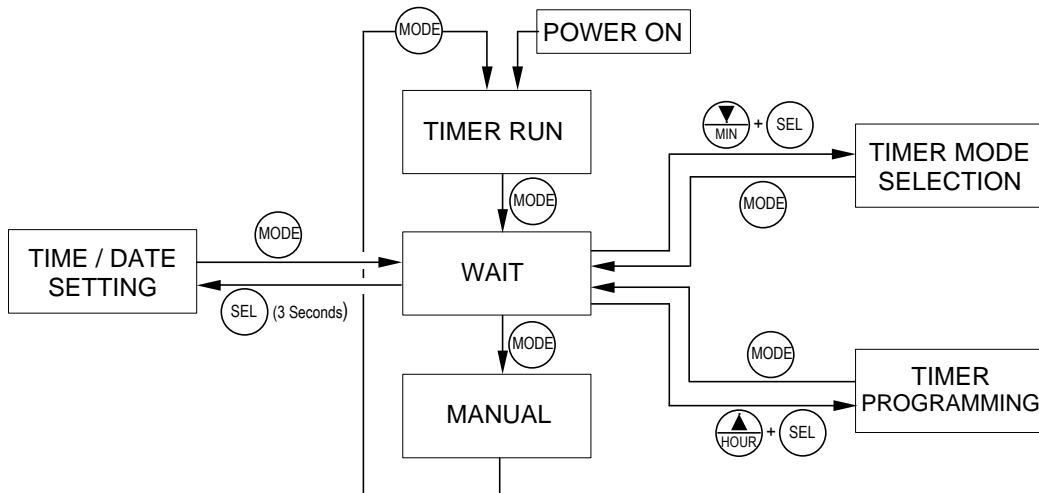 MODE
POWER ON
TIMER RUN
MIN
+
SEL
TIMER MODE
SELECTION
MODE
MODE
MODE
TIME / DATE
SETTING
WAIT
SEL (3 Seconds)
MODE
MODE
TIMER
PROGRAMMING
MANUAL
HOUR
+
SEL